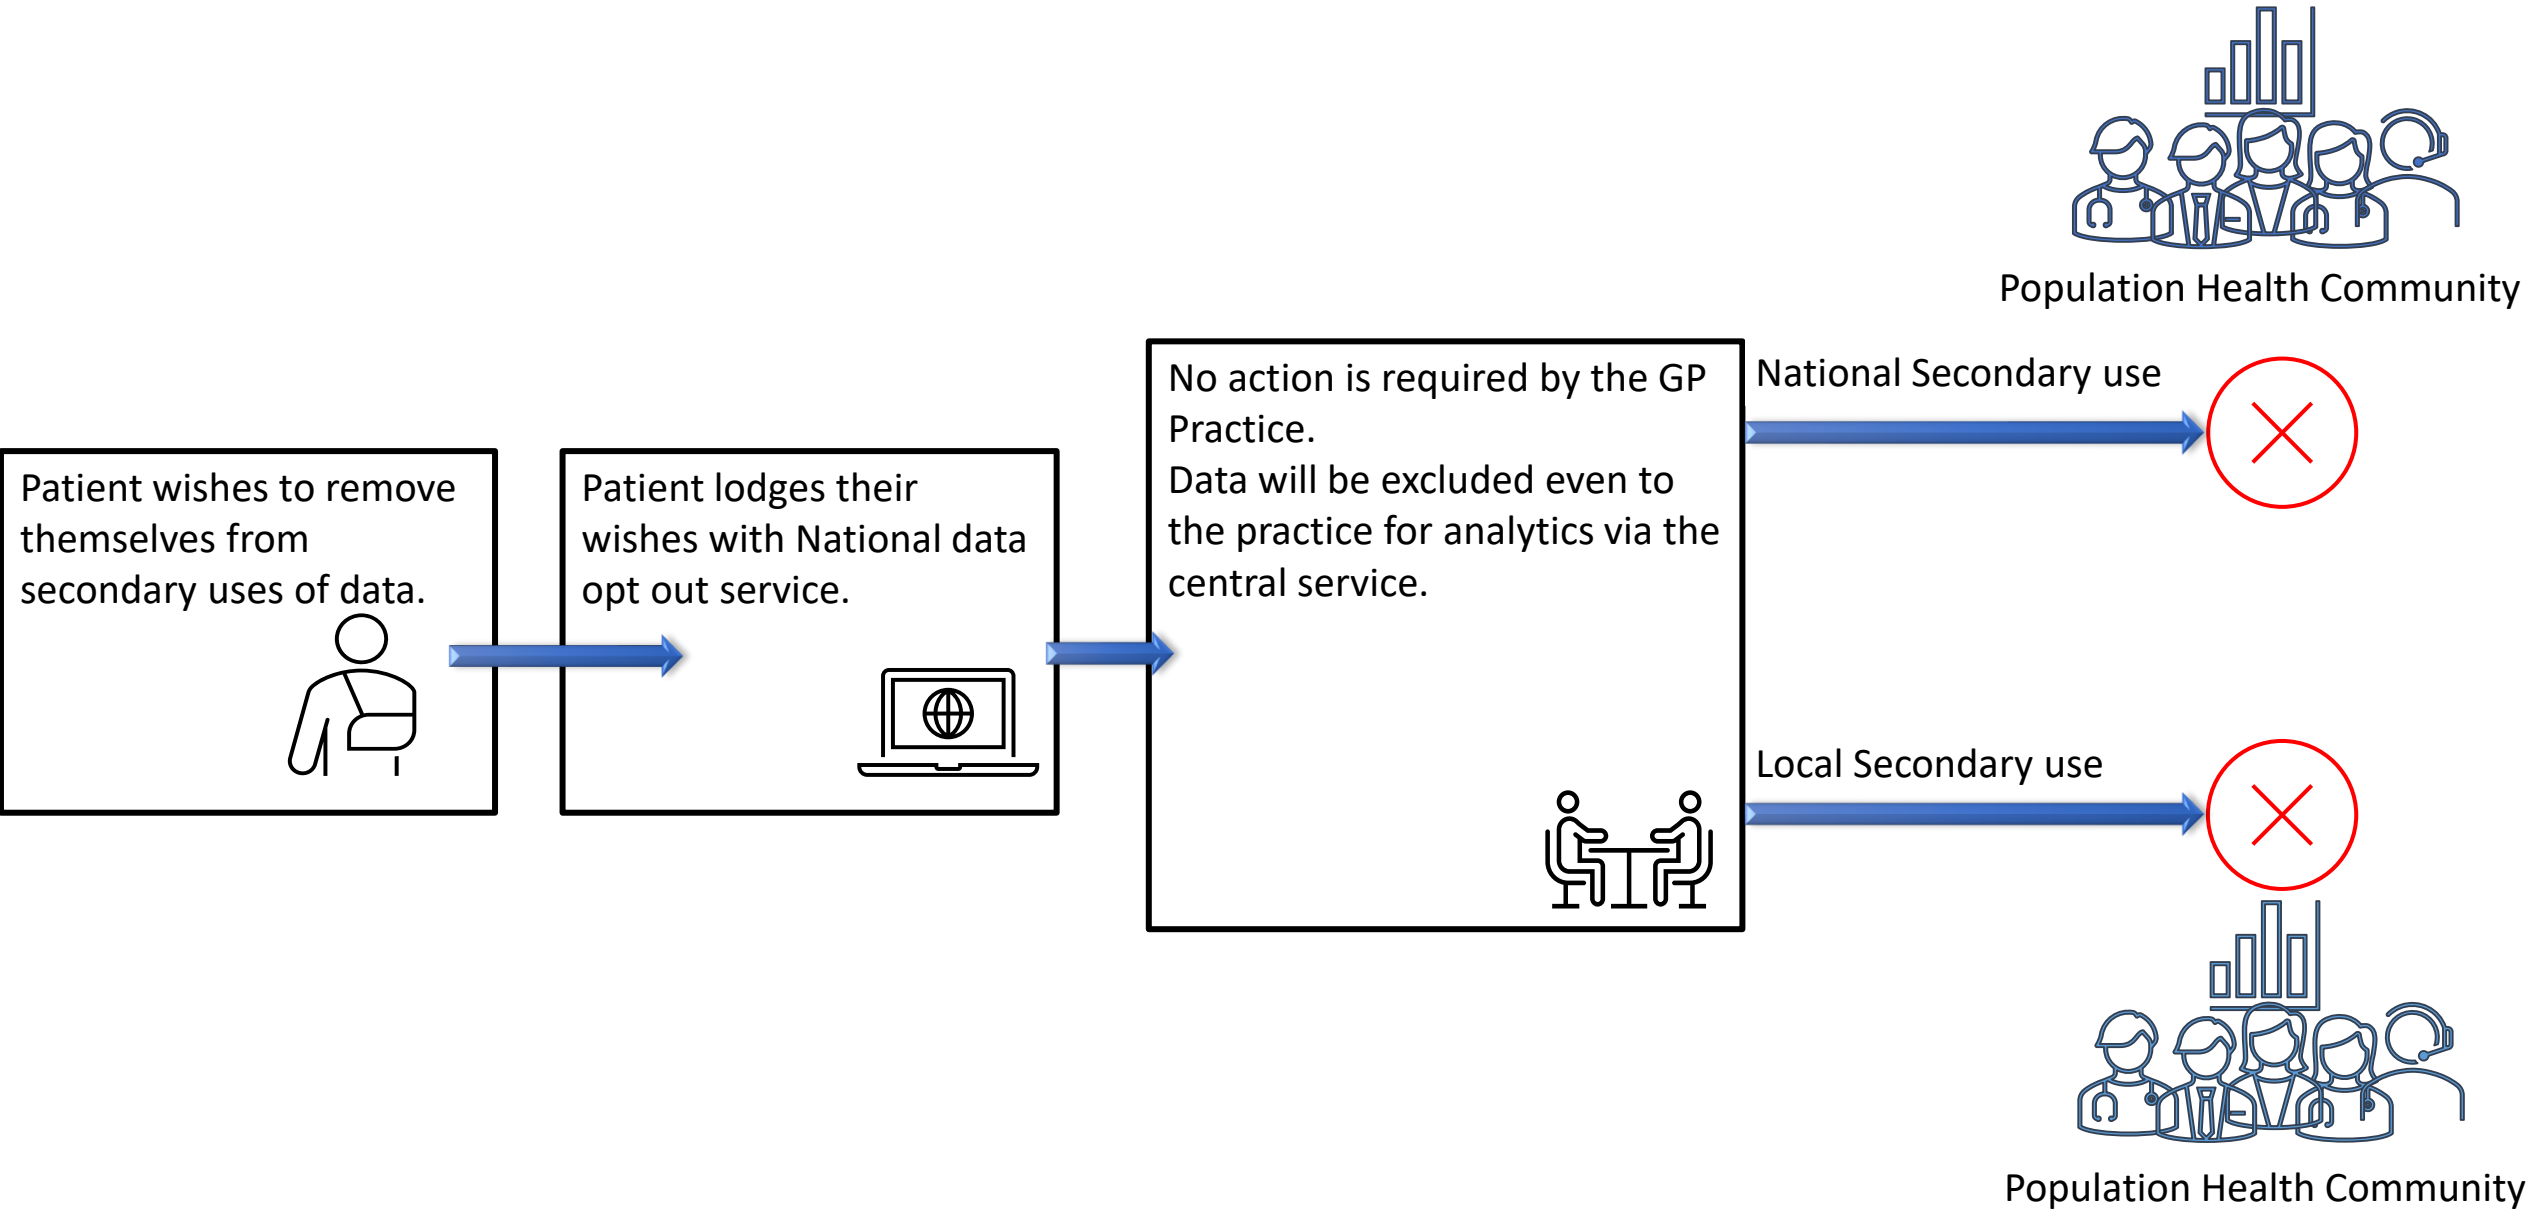 Population Health Community
Patient wishes to remove
themselves from
secondary uses of data.
Patient lodges their
wishes with National data
opt out service.
No action is required by the GP
Practice.
Data will be excluded even to
the practice for analytics via the
central service.
National Secondary use
Local Secondary use
Population Health Community